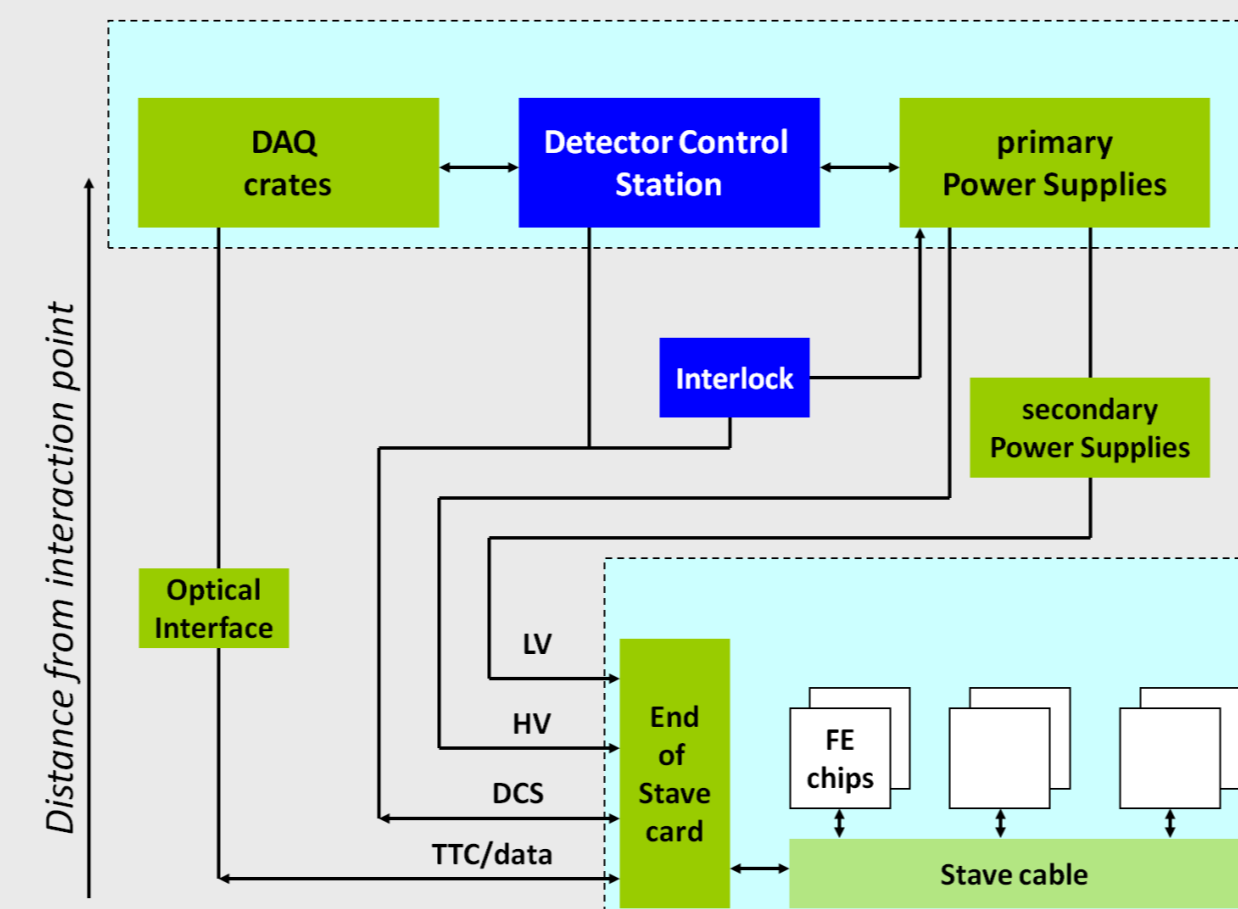 DAQ
crates
Detector Control
Station
primary
Power Supplies
Distance from interaction point
Interlock
secondary
Power Supplies
Optical
Interface
LV
HV
DCS
TTC/data
End
of
Stave
card
FE
chips
Stave cable